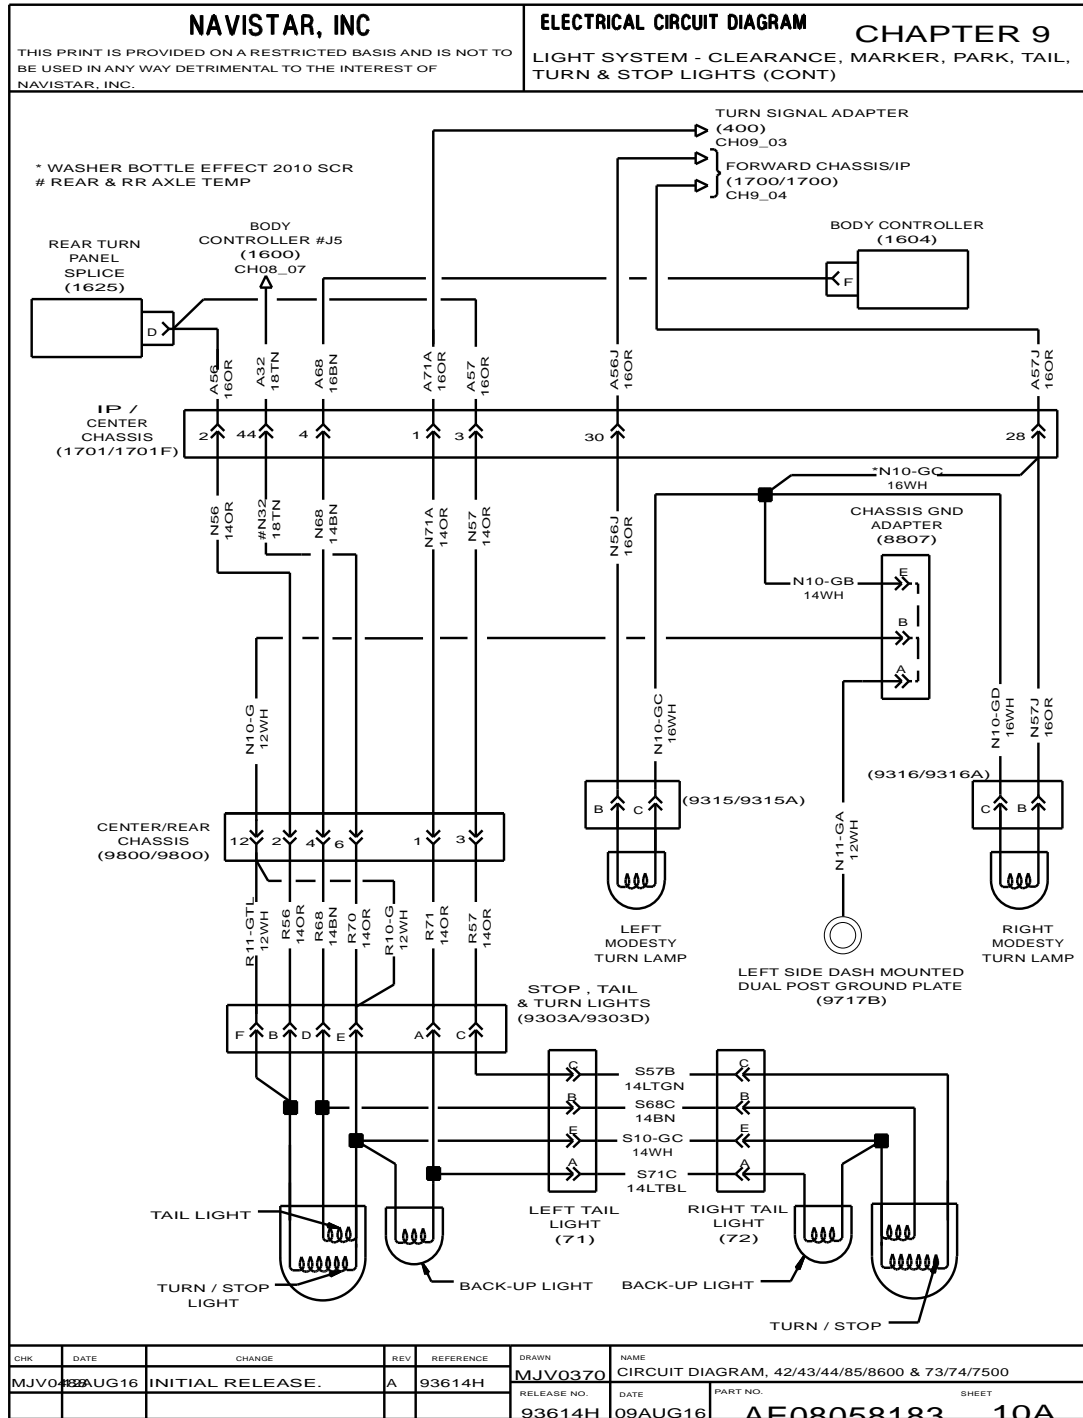 NAVISTAR, INC
THIS PRINT IS PROVIDED ON A RESTRICTED BASIS AND IS NOT TO
BE USED IN ANY WAY DETRIMENTAL TO THE INTEREST OF
NAVISTAR, INC.
ELECTRICAL CIRCUIT DIAGRAM
CHAPTER 9
LIGHT SYSTEM - CLEARANCE, MARKER, PARK, TAIL,
TURN & STOP LIGHTS (CONT)
TURN SIGNAL ADAPTER
(400)
CH09_03
* WASHER BOTTLE EFFECT 2010 SCR
# REAR & RR AXLE TEMP
FORWARD CHASSIS/IP
(1700/1700)
CH9_04
REAR TURN
PANEL
SPLICE
(1625)
BODY
CONTROLLER #J5
(1600)
CH08_07
BODY CONTROLLER
(1604)
F
D
A56
16OR
A32
18TN
A68
16BN
A71A
16OR
A57
16OR
A56J
16OR
A57J
16OR
IP /
CENTER
CHASSIS
(1701/1701F)
2
44
4
1
3
30
28
*N10-GC
16WH
N56
14OR
#N32
18TN
N68
14BN
N71A
14OR
N57
14OR
N56J
16OR
CHASSIS GND
ADAPTER
(8807)
N10-GB
14WH
E
B
A
N10-G
12WH
N10-GC
16WH
N10-GD
16WH
N57J
16OR
(9315/9315A)
(9316/9316A)
B
C
C
B
N11-GA
12WH
CENTER/REAR
CHASSIS
(9800/9800)
12
2
4
6
1
3
R11-GTL
12WH
R56
14OR
R68
14BN
R70
14OR
R10-G
12WH
R71
14OR
R57
14OR
LEFT
MODESTY
TURN LAMP
RIGHT
MODESTY
TURN LAMP
LEFT SIDE DASH MOUNTED
DUAL POST GROUND PLATE
(9717B)
STOP , TAIL
& TURN LIGHTS
(9303A/9303D)
F
B
D
E
A
C
C
S57B
14LTGN
C
B
S68C
14BN
B
E
S10-GC
14WH
E
A
S71C
14LTBL
A
LEFT TAIL
LIGHT
(71)
RIGHT TAIL
LIGHT
(72)
TAIL LIGHT
TURN / STOP
LIGHT
BACK-UP LIGHT
BACK-UP LIGHT
TURN / STOP
CHK
DATE
CHANGE
REV
REFERENCE
DRAWN
NAME
AUG16
INITIAL RELEASE.
A
93614H
MJV0370
CIRCUIT DIAGRAM, 42/43/44/85/8600 & 73/74/7500
RELEASE NO.
DATE
PART NO.
SHEET
93614H
09AUG16
AE08058183
10A